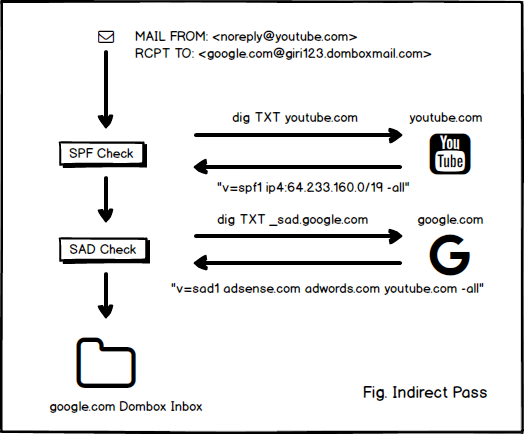 MAIL FROM: <noreply@youtube.com>
RCPT TO: <google.com@giri123.domboxmail.com>
dig TXT youtube.com
youtube.com
You
Tube
SPF Check
"v=spf1 ip4:64.233.160.0/19 -all"
dig TXT _sad.google.com
google.com
G
SAD Check
"v=sad1 adsense.com adwords.com youtube.com -all"
Fig. Indirect Pass
google.com Dombox Inbox